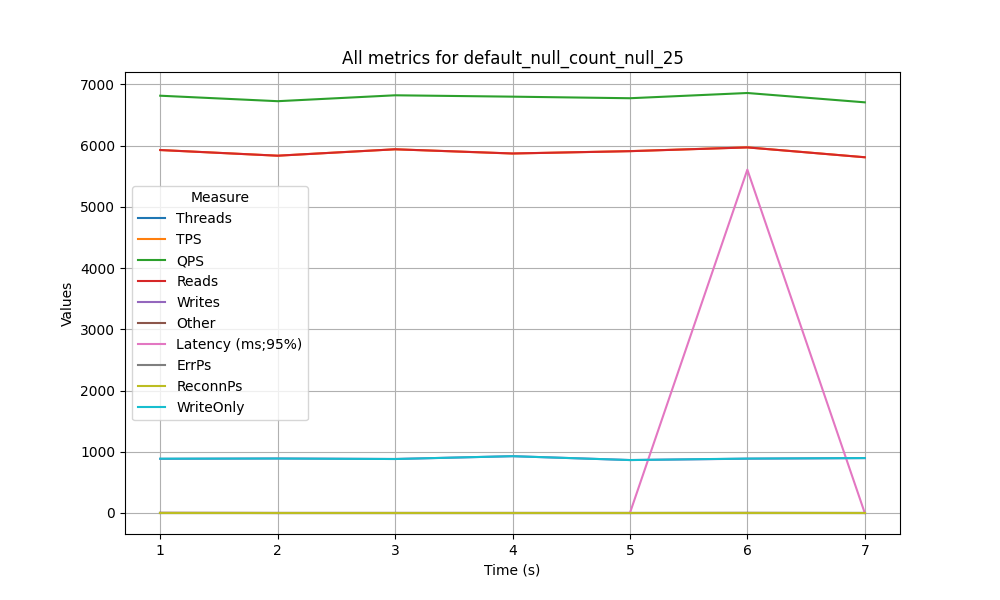 All metrics for default_null_count_null_25
7000
6000
5000
4000
3000
2000
1000
0
Values
Measure
Threads
TPS
QPS
Reads
Writes
Other
Latency (ms;95%)
ErrPs
ReconnPs
WriteOnly
1 2 3 4 5 6 7
Time (s)